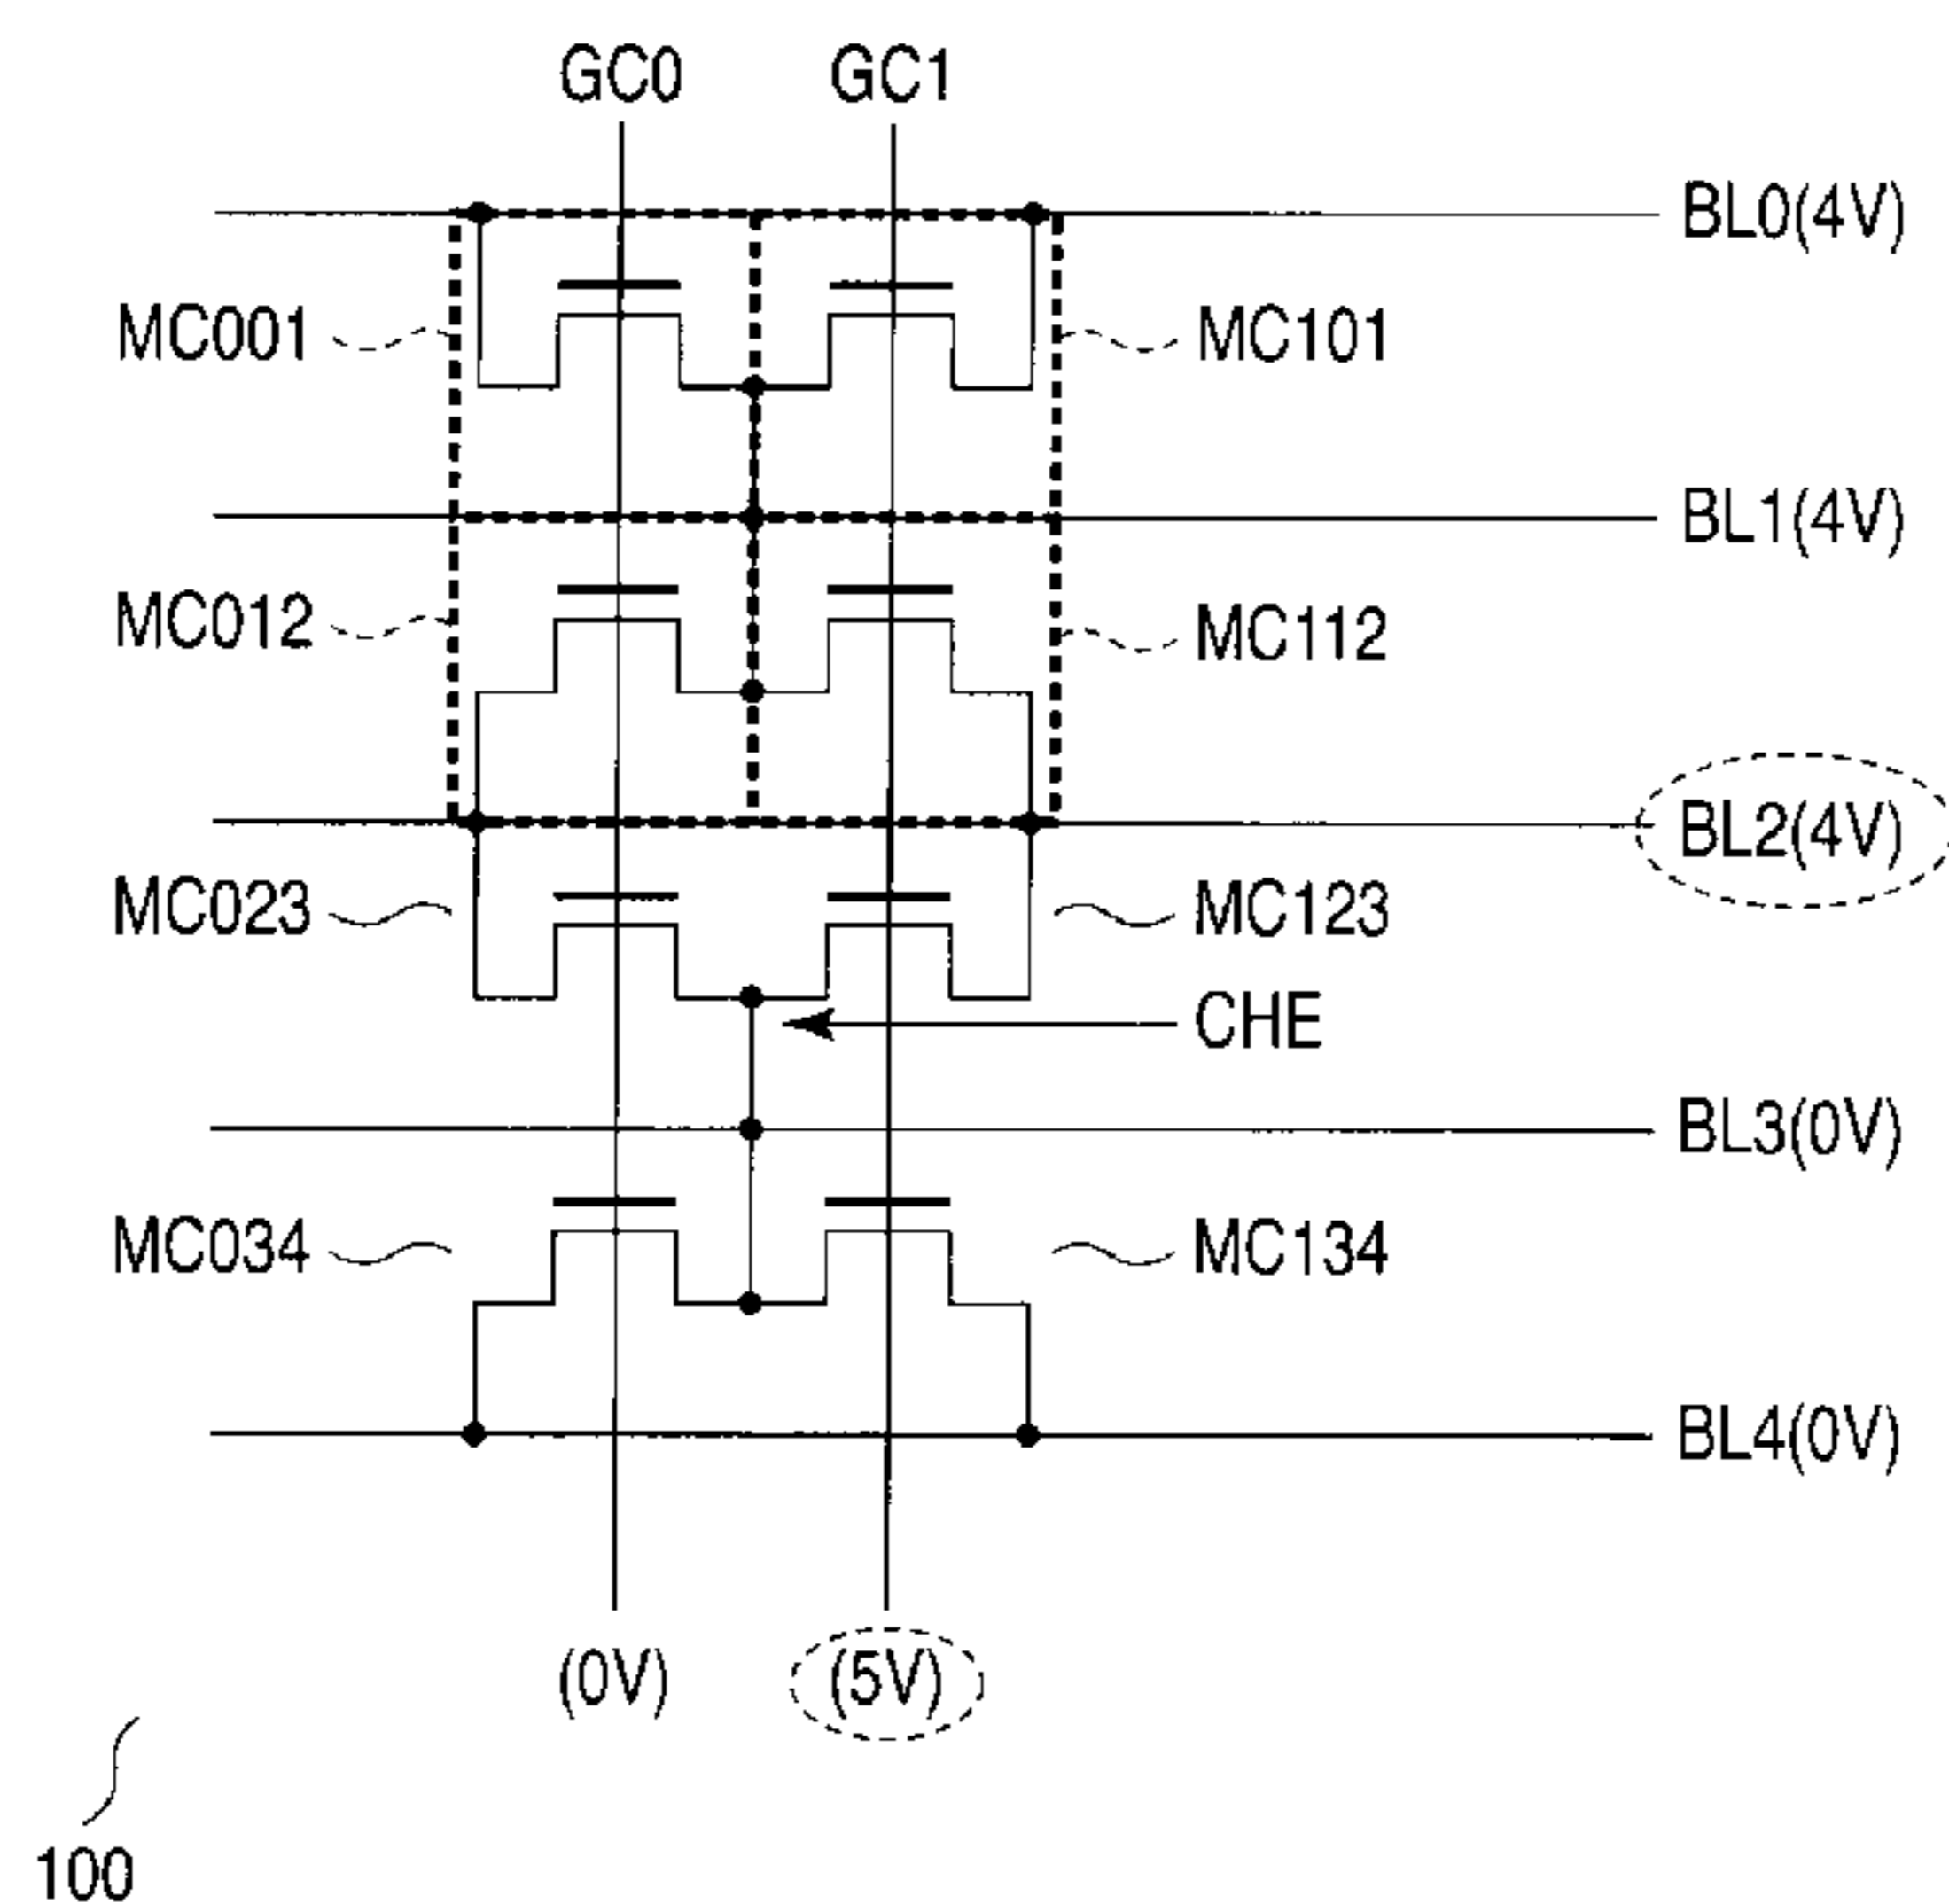 GC0 GC1
BL0(4V)
MC001 MC101
BL1(4V)
MC012 MC112
BL2(4V)
MC023 MC123
CHE
BL3(0V)
MC034 MC134
BL4(0V)
(0V) (5V)
100